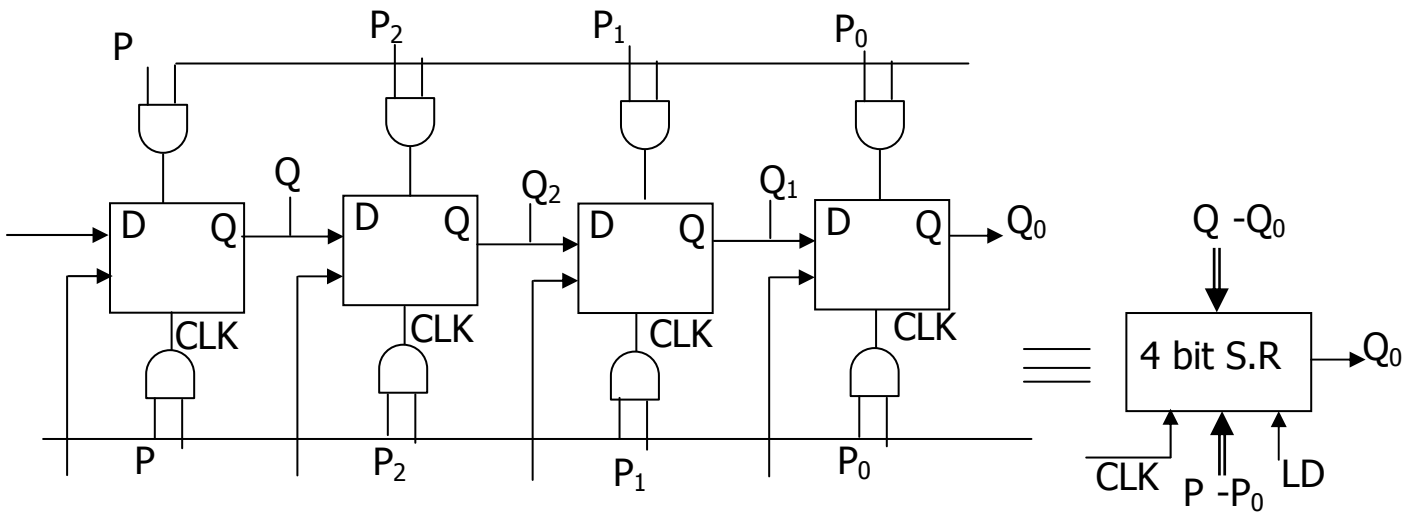 P P₂ P₁ P₀
Q Q₂ Q₁
D Q D Q D Q D Q Q₀
CLK CLK CLK CLK
P P₂ P₁ P₀
Q -Q₀
4 bit S.R Q₀
CLK P -P₀ LD